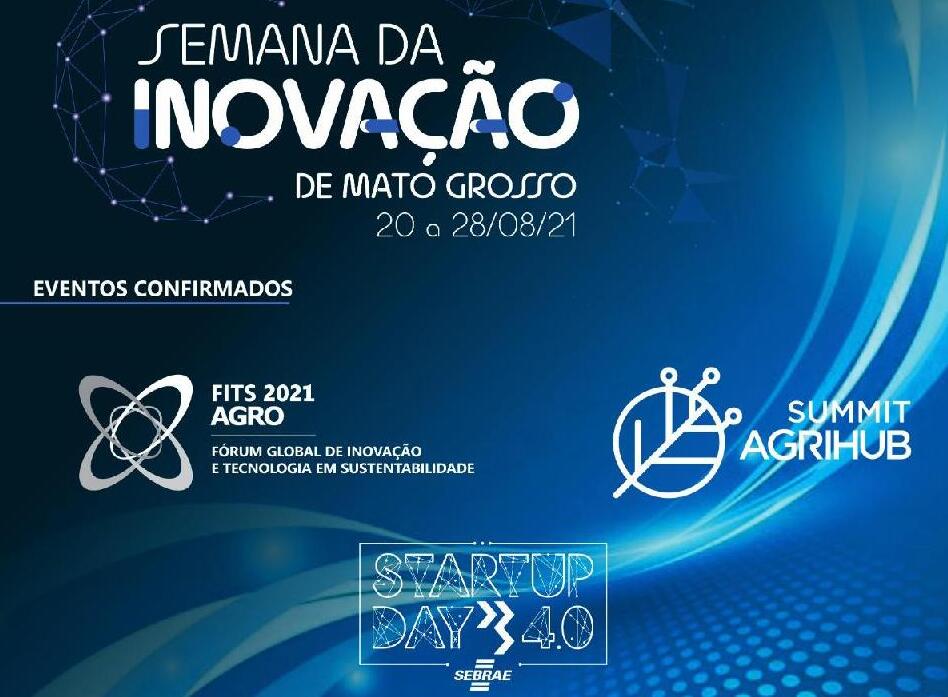 SEMANA DA
INOVAÇÃO
DE MATO GROSSO
20 a 28/08/21
EVENTOS CONFIRMADOS
FITS 2021
AGRO
FÓRUM GLOBAL DE INOVAÇÃO
E TECNOLOGIA EM SUSTENTABILIDADE
SUMMIT
AGRIHUB
STARTUP
DAY 4.0
SEBRAE